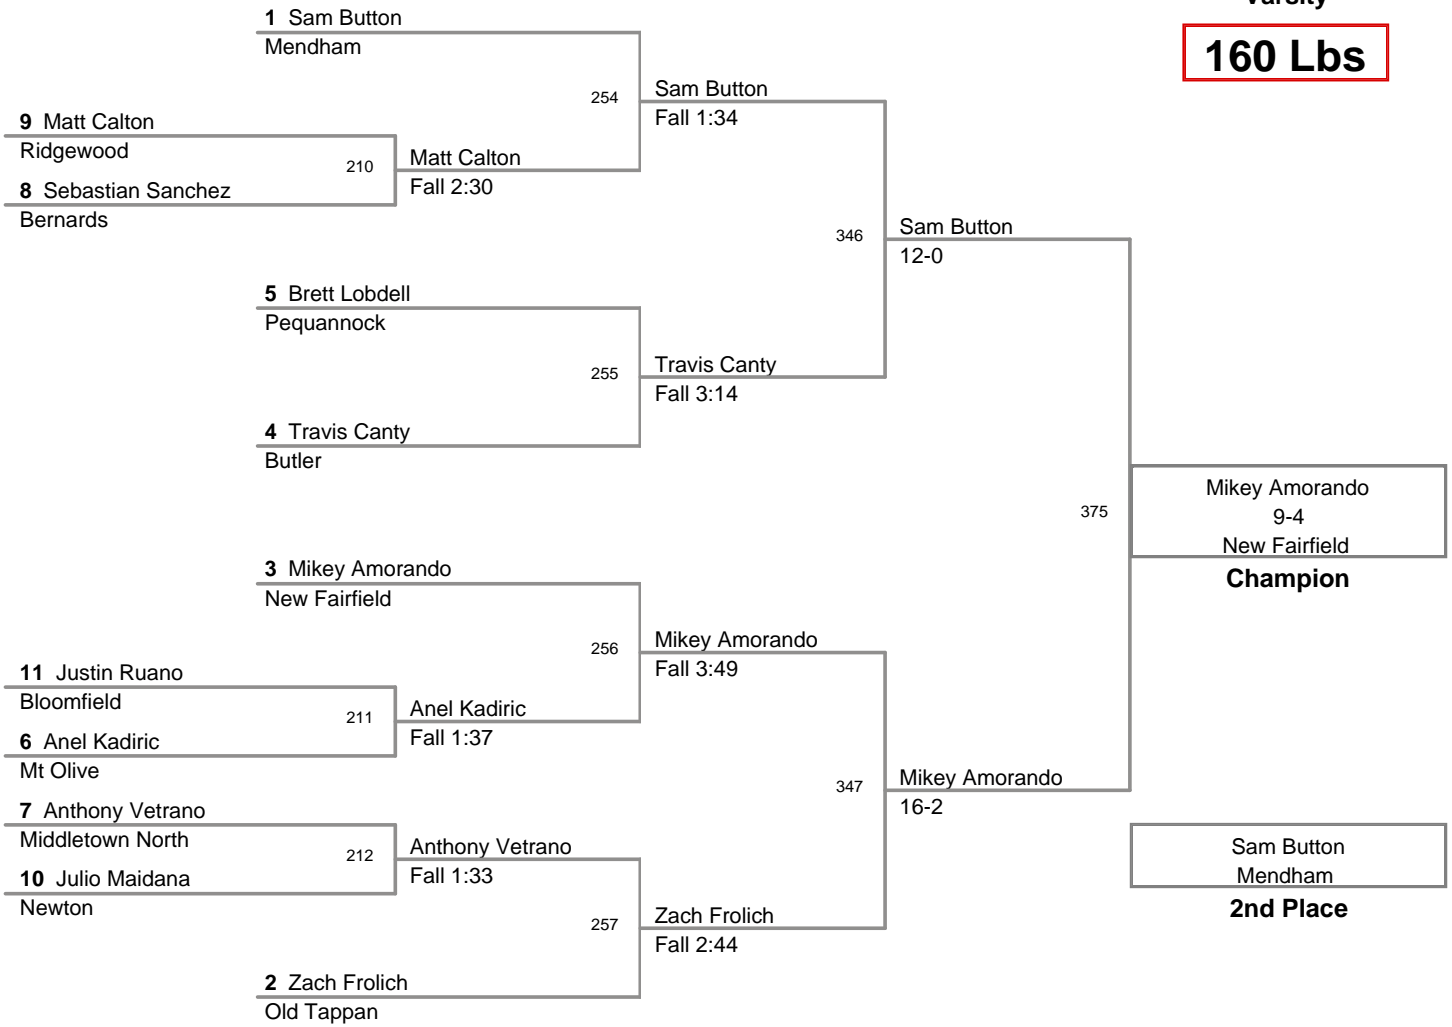 Varsity
160 Lbs
1 Sam Button
Mendham
254
Sam Button
Fall 1:34
9 Matt Calton
Ridgewood
210
Matt Calton
Fall 2:30
8 Sebastian Sanchez
Bernards
346
Sam Button
12-0
5 Brett Lobdell
Pequannock
255
Travis Canty
Fall 3:14
4 Travis Canty
Butler
375
Mikey Amorando
9-4
New Fairfield
Champion
3 Mikey Amorando
New Fairfield
256
Mikey Amorando
Fall 3:49
11 Justin Ruano
Bloomfield
211
Anel Kadiric
Fall 1:37
6 Anel Kadiric
Mt Olive
347
Mikey Amorando
16-2
7 Anthony Vetrano
Middletown North
212
Anthony Vetrano
Fall 1:33
10 Julio Maidana
Newton
Sam Button
Mendham
2nd Place
257
Zach Frolich
Fall 2:44
2 Zach Frolich
Old Tappan